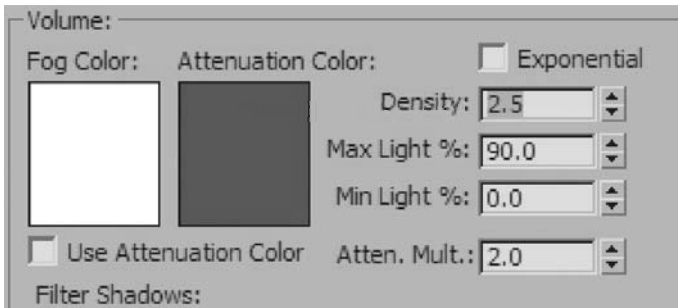 Volume:
Fog Color: Attenuation Color: Exponential
Density: 2.5
Max Light %: 90.0
Min Light %: 0.0
Use Attenuation Color Atten. Mult.: 2.0
Filter Shadows: